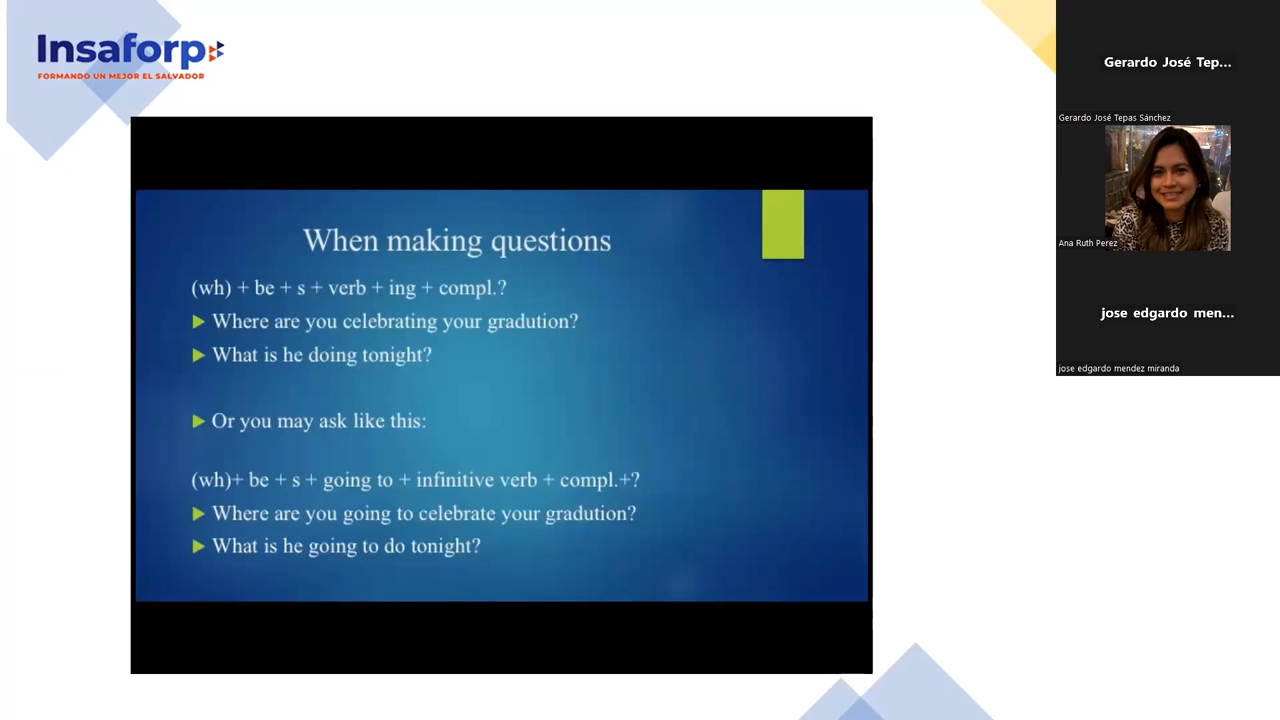 Insaforp
FORMANDO UN MEJOR EL SALVADOR
When making questions
(wh) + be + s + verb + ing + compl.?
Where are you celebrating your gradution?
What is he doing tonight?
Or you may ask like this:
(wh)+ be + s + going to + infinitive verb + compl.+?
Where are you going to celebrate your gradution?
What is he going to do tonight?
Gerardo José Tep...
Gerardo José Tepas Sánchez
Ana Ruth Perez
jose edgardo men...
jose edgardo mendez miranda